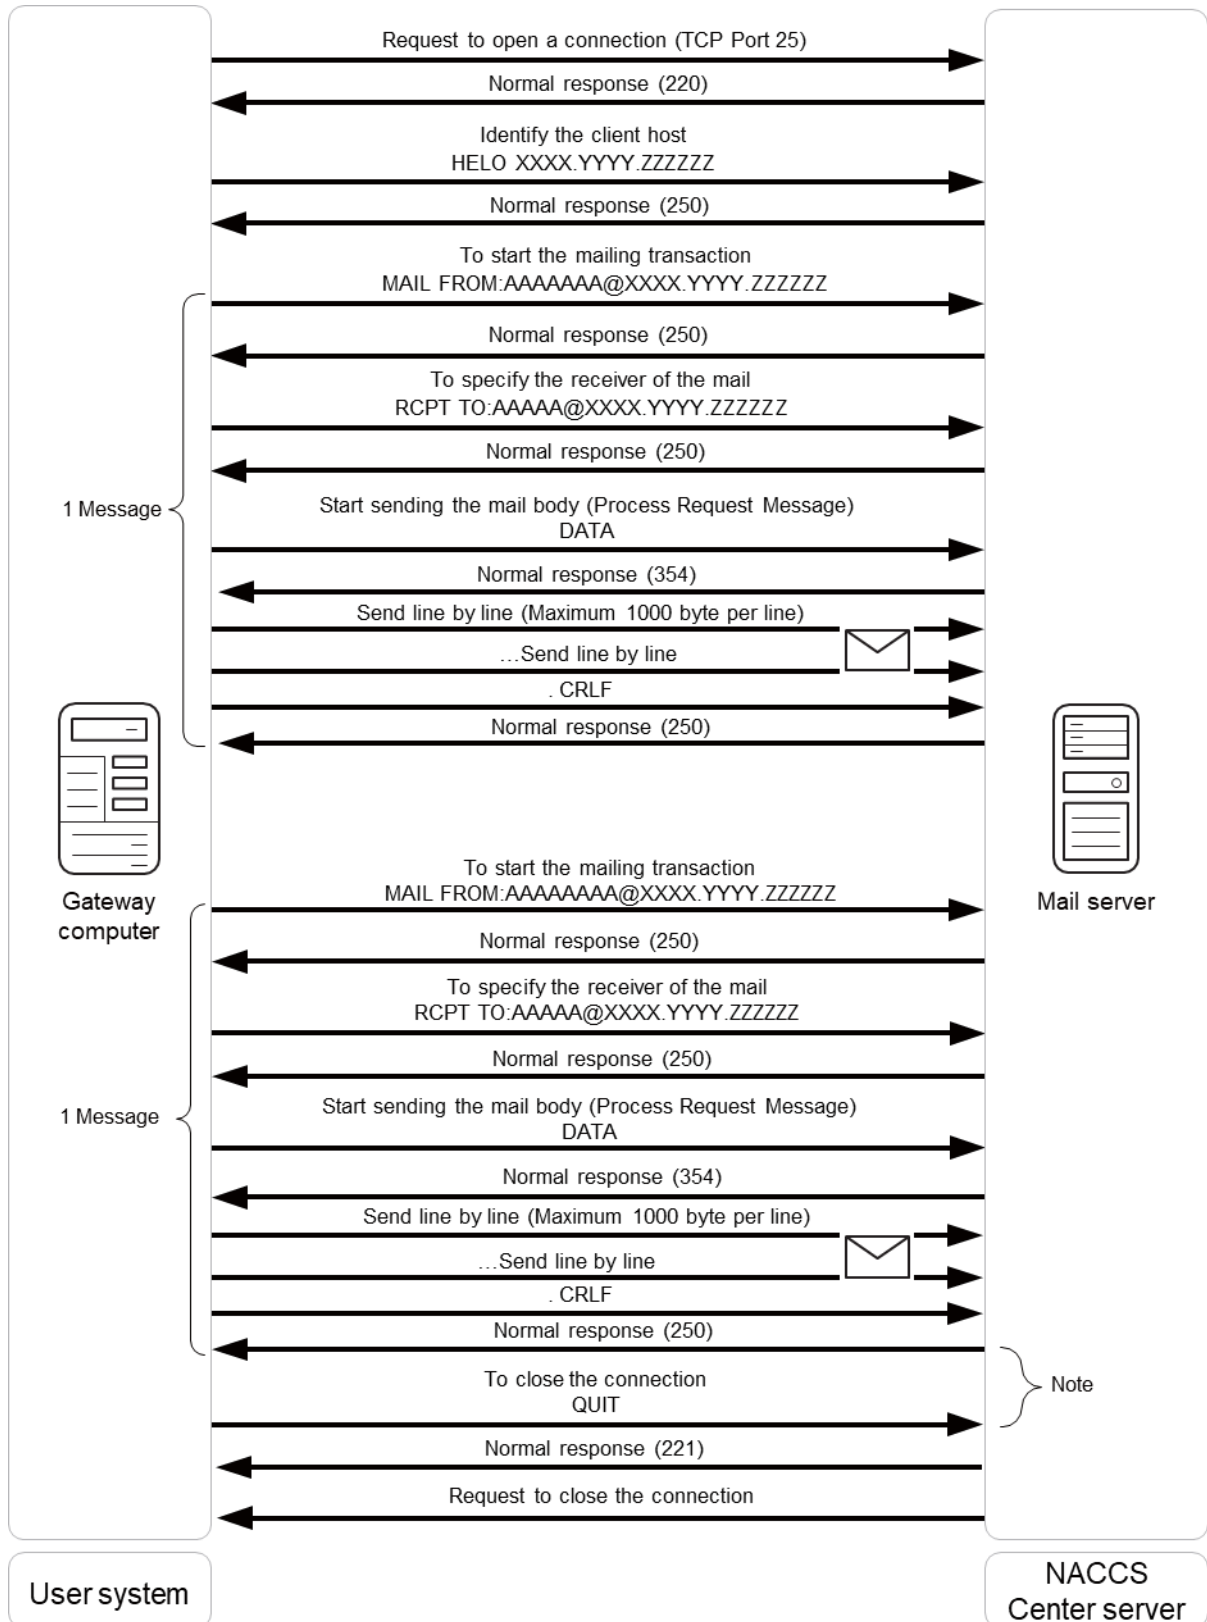 Request to open a connection (TCP Port 25)
Normal response (220)
Identify the client host
HELO XXXX.YYYY.ZZZZZZ
Normal response (250)
To start the mailing transaction
MAIL FROM:AAAAAAA@XXXX.YYYY.ZZZZZZ
Normal response (250)
To specify the receiver of the mail
RCPT TO:AAAAA@XXXX.YYYY.ZZZZZZ
Normal response (250)
1 Message
Start sending the mail body (Process Request Message)
DATA
Normal response (354)
Send line by line (Maximum 1000 byte per line)
...Send line by line
. CRLF
Normal response (250)
Gateway
computer
Mail server
To start the mailing transaction
MAIL FROM:AAAAAAAA@XXXX.YYYY.ZZZZZZ
Normal response (250)
To specify the receiver of the mail
RCPT TO:AAAAA@XXXX.YYYY.ZZZZZZ
Normal response (250)
1 Message
Start sending the mail body (Process Request Message)
DATA
Normal response (354)
Send line by line (Maximum 1000 byte per line)
...Send line by line
. CRLF
Normal response (250)
To close the connection
QUIT
Note
Normal response (221)
Request to close the connection
User system
NACCS
Center server